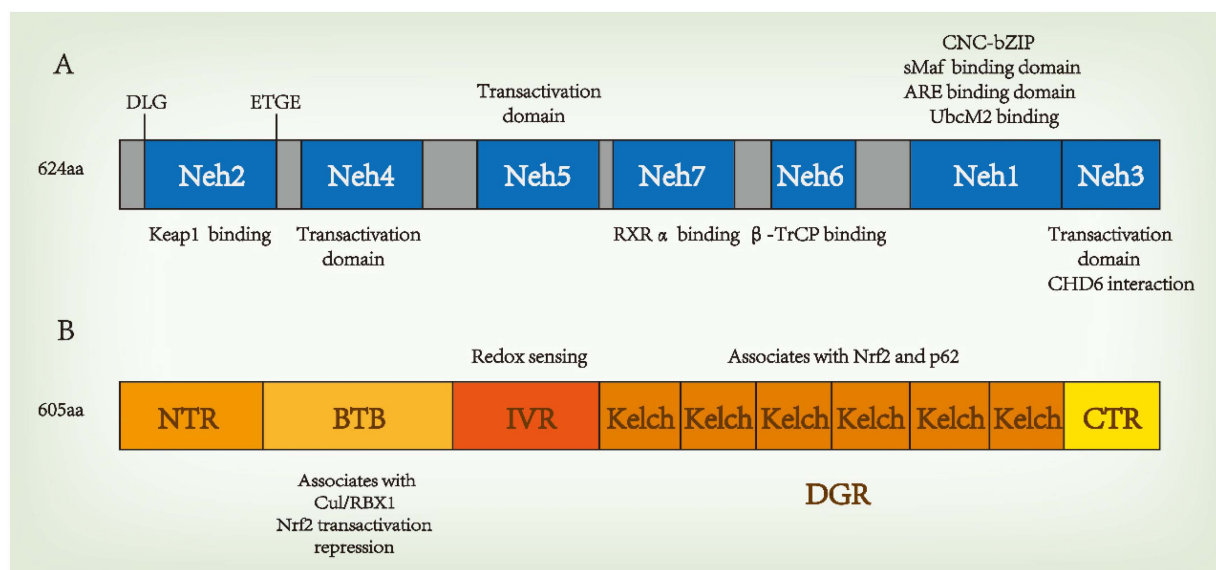 A
CNC-bZIP
sMaf binding domain
ARE binding domain
UbcM2 binding
Transactivation
domain
DLG
ETGE
624aa
Neh2
Neh4
Neh5
Neh7
Neh6
Neh1
Neh3
Keap1 binding
Transactivation
domain
RXR α binding
β -TrCP binding
Transactivation
domain
CHD6 interaction
B
Redox sensing
Associates with Nrf2 and p62
605aa
NTR
BTB
IVR
Kelch
Kelch
Kelch
Kelch
Kelch
Kelch
CTR
Associates with
Cul/RBX1
Nrf2 transactivation
repression
DGR